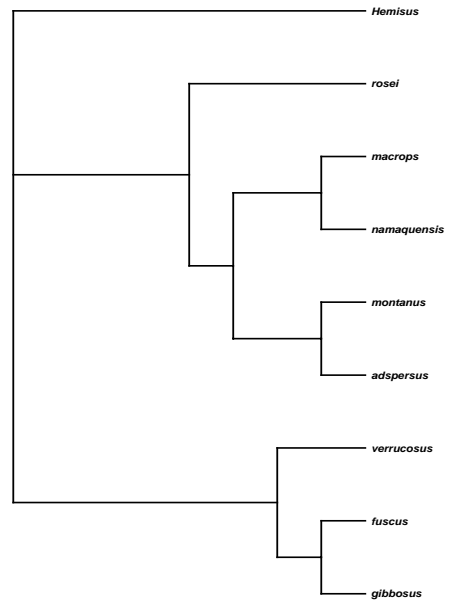 Hemisus
rosei
macrops
namaquensis
montanus
adspersus
verrucosus
fuscus
gibbosus